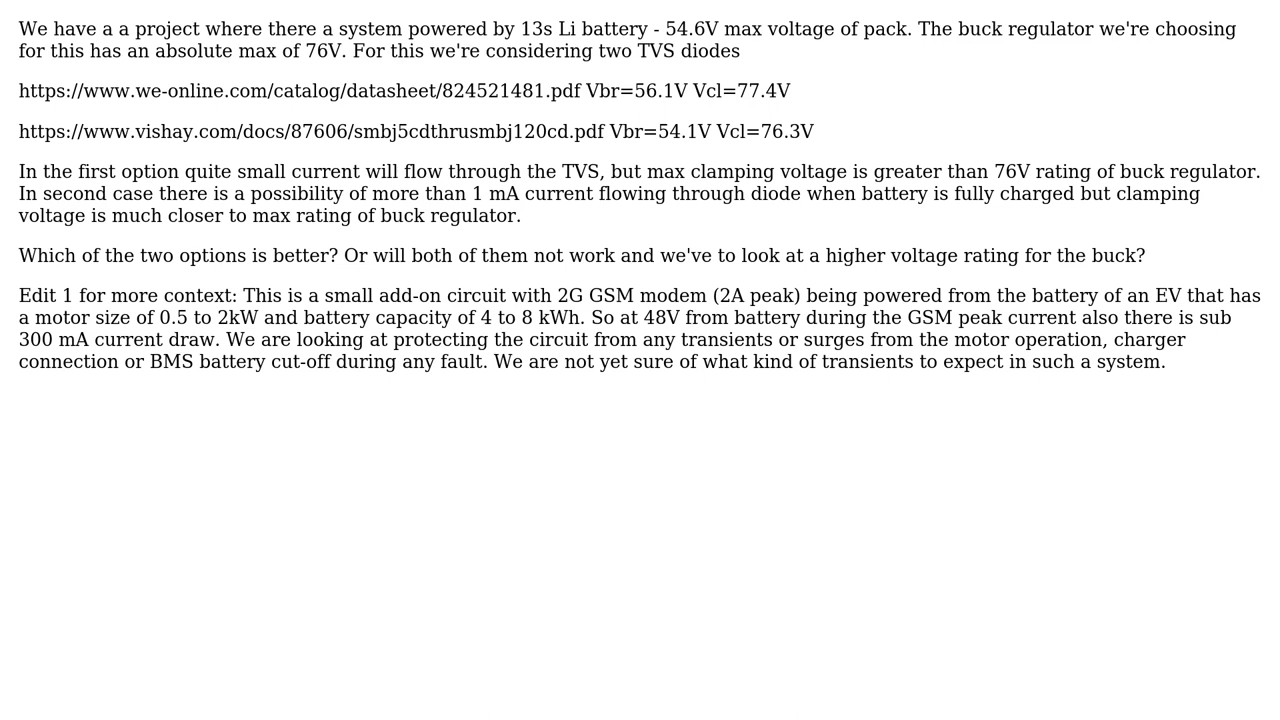 We have a a project where there a system powered by 13s Li battery - 54.6V max voltage of pack. The buck regulator we're choosing
for this has an absolute max of 76V. For this we're considering two TVS diodes
https://www.we-online.com/catalog/datasheet/824521481.pdf Vbr=56.1V Vcl=77.4V
https://www.vishay.com/docs/87606/smbj5cdthrusmbj120cd.pdf Vbr=54.1V Vcl=76.3V
In the first option quite small current will flow through the TVS, but max clamping voltage is greater than 76V rating of buck regulator.
In second case there is a possibility of more than 1 mA current flowing through diode when battery is fully charged but clamping
voltage is much closer to max rating of buck regulator.
Which of the two options is better? Or will both of them not work and we've to look at a higher voltage rating for the buck?
Edit 1 for more context: This is a small add-on circuit with 2G GSM modem (2A peak) being powered from the battery of an EV that has
a motor size of 0.5 to 2kW and battery capacity of 4 to 8 kWh. So at 48V from battery during the GSM peak current also there is sub
300 mA current draw. We are looking at protecting the circuit from any transients or surges from the motor operation, charger
connection or BMS battery cut-off during any fault. We are not yet sure of what kind of transients to expect in such a system.